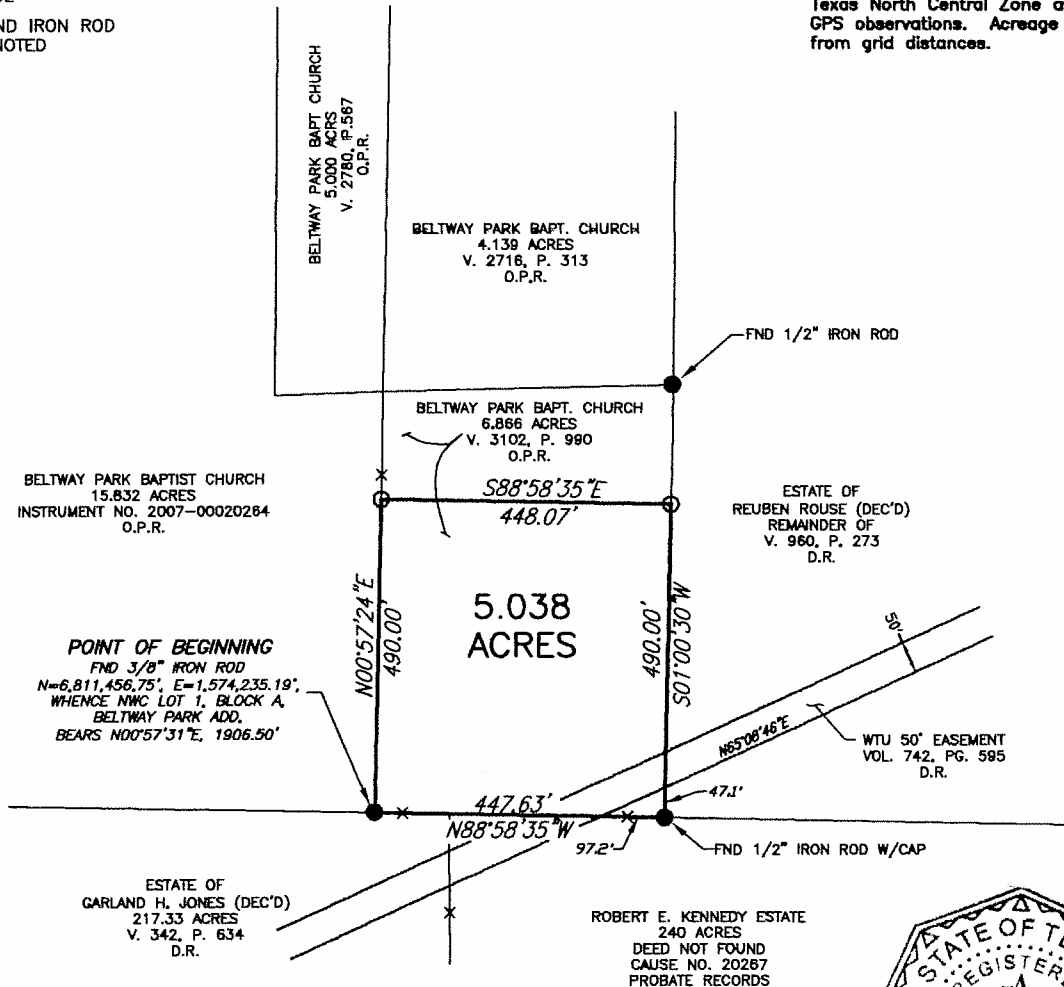 ND IRON ROD
NOTED
Texas North Central Zone
GPS observations. Acreage
from grid distances.
BELTWAY PARK BAPT CHURCH
5.000 ACRS
V. 2780, P.567
O.P.R.
BELTWAY PARK BAPT. CHURCH
4.139 ACRES
V. 2716, P. 313
O.P.R.
FND 1/2" IRON ROD
BELTWAY PARK BAPT. CHURCH
6.866 ACRES
V. 3102, P. 990
O.P.R.
BELTWAY PARK BAPTIST CHURCH
15.832 ACRES
INSTRUMENT NO. 2007-00020264
O.P.R.
S88°58'35"E
448.07'
ESTATE OF
REUBEN ROUSE (DEC'D)
REMAINDER OF
V. 960, P. 273
D.R.
N00°57'24"E
490.00'
5.038
ACRES
490.00'
S01°00'30"W
50'
POINT OF BEGINNING
FND 3/8" IRON ROD
N=6,811,456.75', E=1,574,235.19',
WHENCE NWC LOT 1, BLOCK A,
BELTWAY PARK ADD.
BEARS N00°57'31"E, 1906.50'
N65°08'46"E
WTU 50' EASEMENT
VOL. 742, PG. 595
D.R.
47.1'
447.63'
N88°58'35"W
97.2'
FND 1/2" IRON ROD W/CAP
ESTATE OF
GARLAND H. JONES (DEC'D)
217.33 ACRES
V. 342, P. 634
D.R.
ROBERT E. KENNEDY ESTATE
240 ACRES
DEED NOT FOUND
CAUSE NO. 20267
PROBATE RECORDS
STATE OF
REGISTER